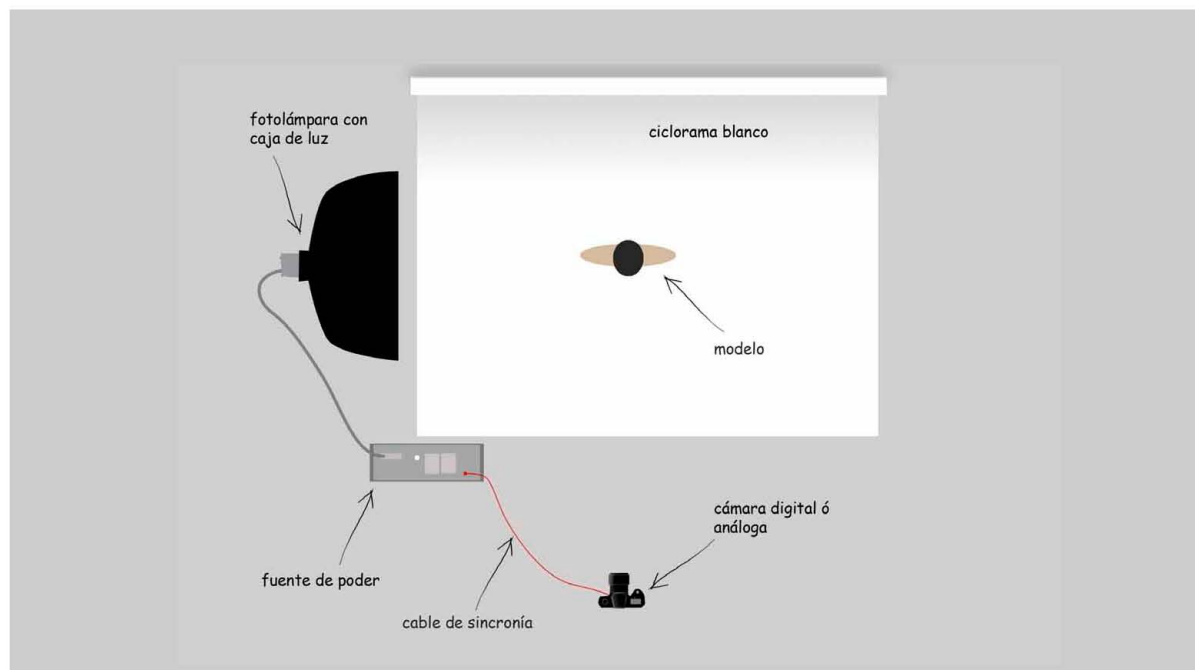 fotolámpara con
caja de luz
ciclorama blanco
modelo
cámara digital ó
análoga
fuente de poder
cable de sincronía